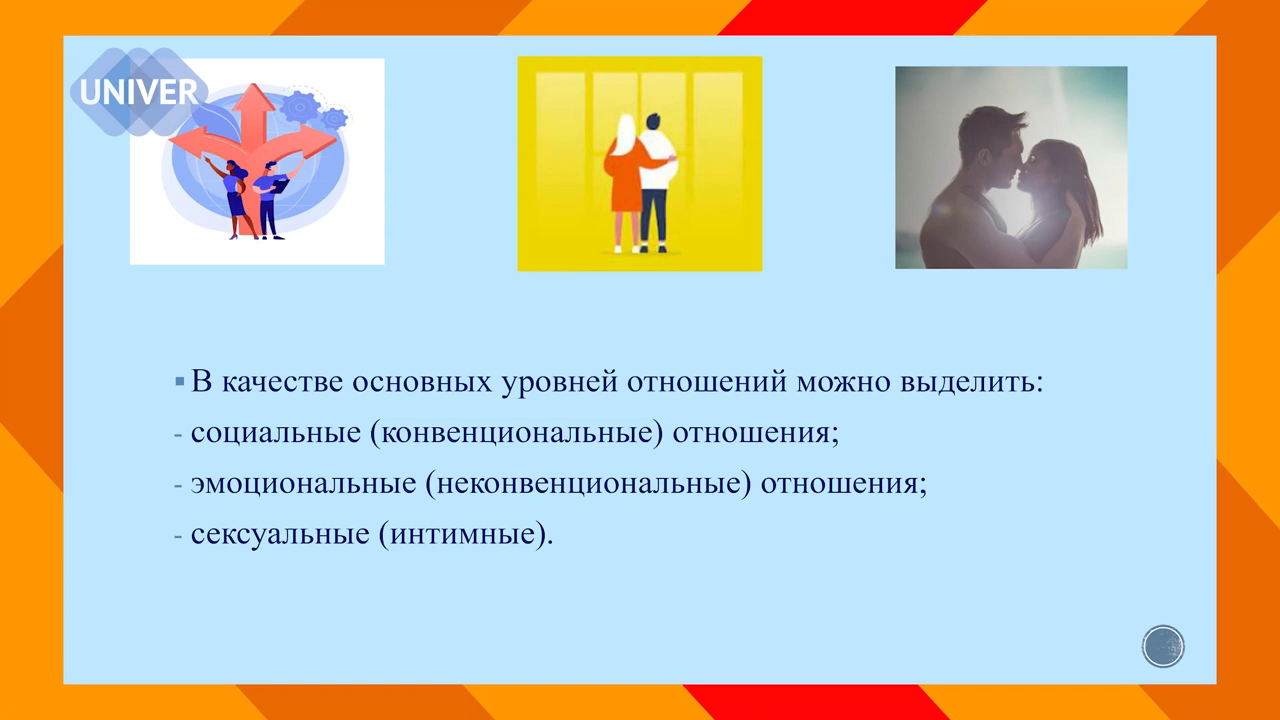 UNIVER
▪ В качестве основных уровней отношений можно выделить:
- социальные (конвенциональные) отношения;
- эмоциональные (неконвенциональные) отношения;
- сексуальные (интимные).